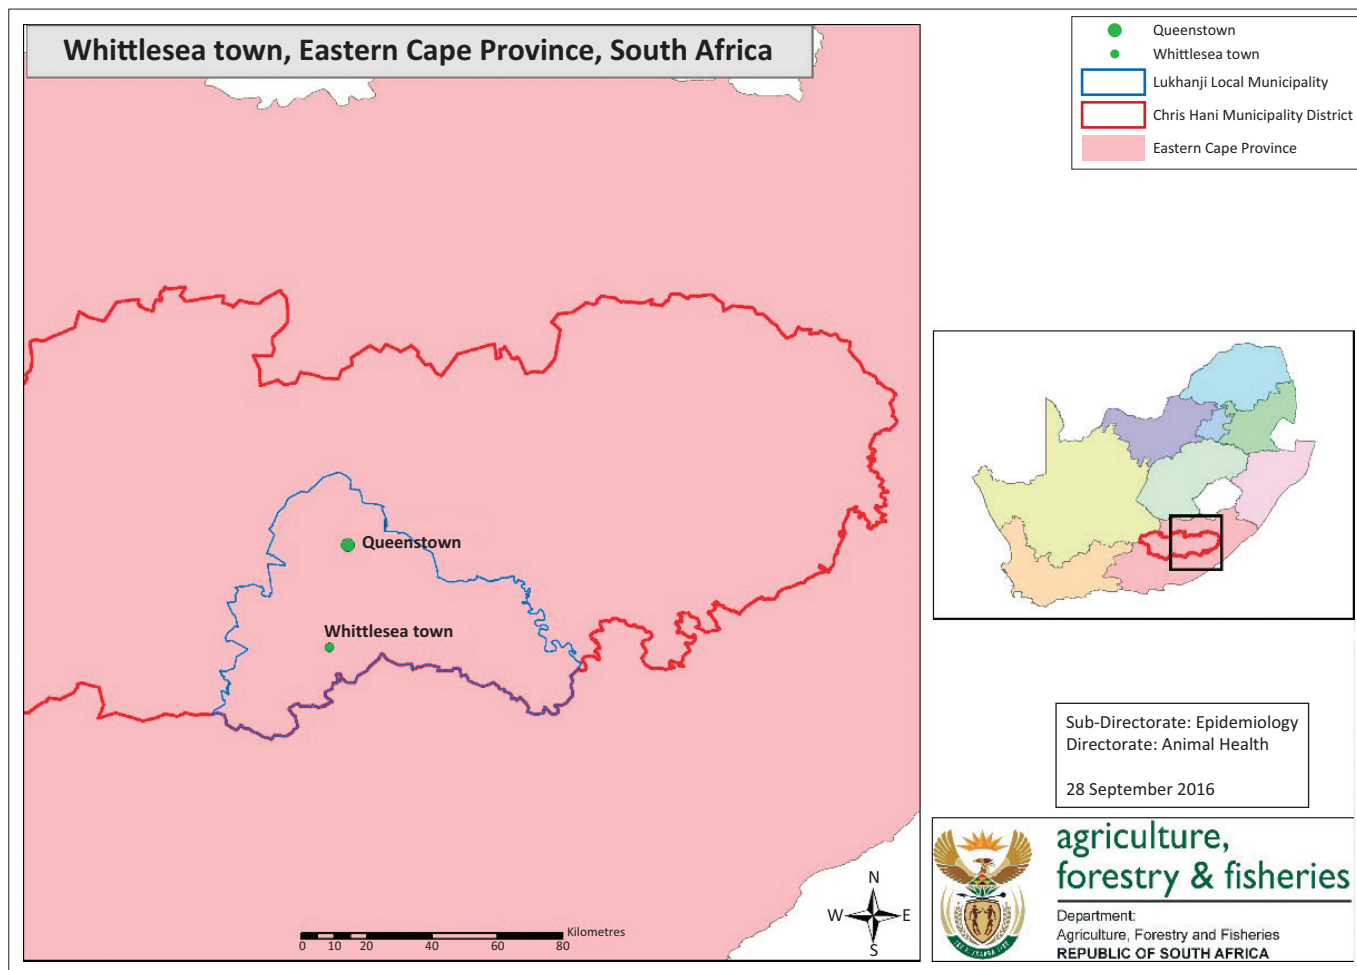 Whittlesea town, Eastern Cape Province, South Africa
Queenstown
Whittlesea town
Lukhanji Local Municipality
Chris Hani Municipality District
Eastern Cape Province
Queenstown
Whittlesea town
Sub-Directorate: Epidemiology
Directorate: Animal Health
28 September 2016
N
W E
S
Kilometres
0 10 20 40 60 80
agriculture,
forestry & fisheries
Department:
Agriculture, Forestry and Fisheries
REPUBLIC OF SOUTH AFRICA